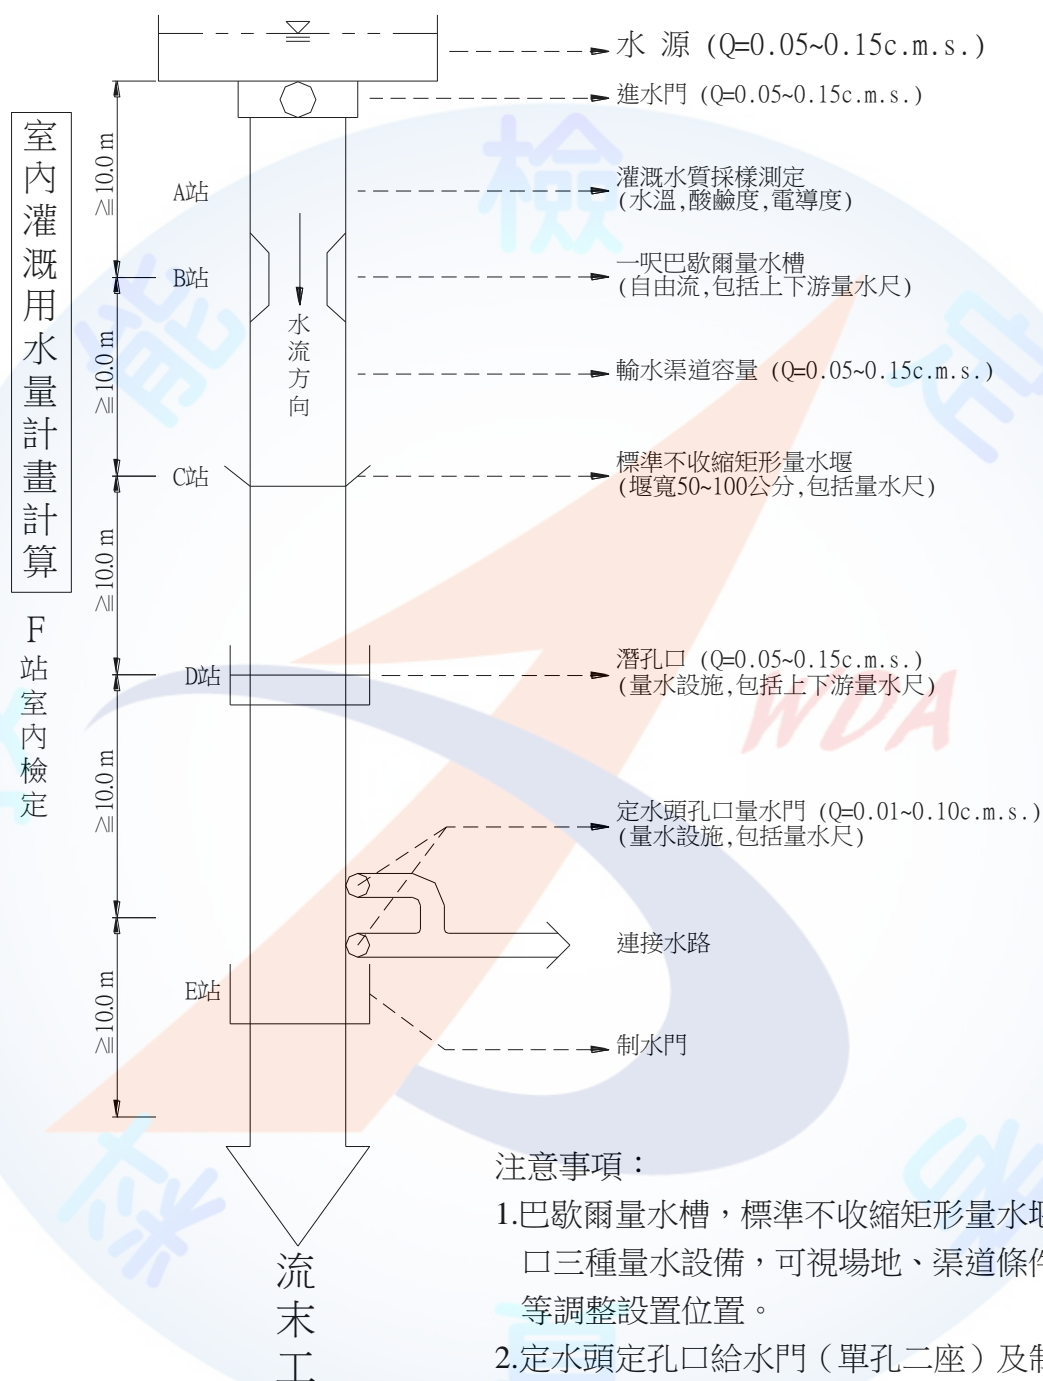 水 源 (Q=0.05~0.15c.m.s.)
進水門 (Q=0.05~0.15c.m.s.)
室內灌溉用水量計畫計算
F站室內檢定
≧10.0 m
A站
灌溉水質採樣測定
(水溫,酸鹼度,電導度)
B站
一呎巴歇爾量水槽
(自由流,包括上下游量水尺)
水流方向
≧10.0 m
輸水渠道容量 (Q=0.05~0.15c.m.s.)
C站
標準不收縮矩形量水堰
(堰寬50~100公分,包括量水尺)
≧10.0 m
D站
潛孔口 (Q=0.05~0.15c.m.s.)
(量水設施,包括上下游量水尺)
WDA
≧10.0 m
定水頭孔口量水門 (Q=0.01~0.10c.m.s.)
(量水設施,包括量水尺)
連接水路
E站
≧10.0 m
制水門
流末工
注意事項：
1.巴歇爾量水槽，標準不收縮矩形量水堰
口三種量水設備，可視場地、渠道條件
等調整設置位置。
2.定水頭定孔口給水門（單孔二座）及制
檢
定
能
技